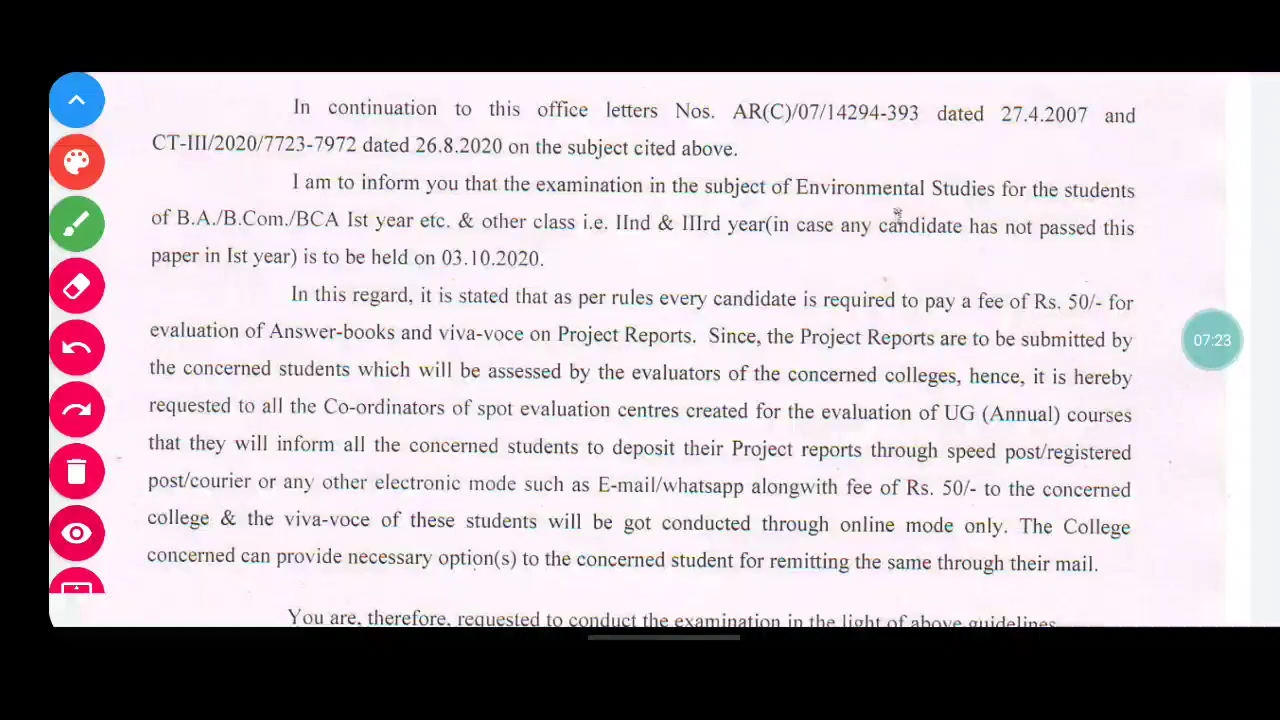 In continuation to this office letters Nos. AR(C)/07/14294-393 dated 27.4.2007 and
CT-III/2020/7723-7972 dated 26.8.2020 on the subject cited above.
I am to inform you that the examination in the subject of Environmental Studies for the students
of B.A./B.Com./BCA Ist year etc. & other class i.e. IInd & IIIrd year(in case any candidate has not passed this
paper in Ist year) is to be held on 03.10.2020.
In this regard, it is stated that as per rules every candidate is required to pay a fee of Rs. 50/- for
evaluation of Answer-books and viva-voce on Project Reports. Since, the Project Reports are to be submitted by
the concerned students which will be assessed by the evaluators of the concerned colleges, hence, it is hereby
requested to all the Co-ordinators of spot evaluation centres created for the evaluation of UG (Annual) courses
that they will inform all the concerned students to deposit their Project reports through speed post/registered
post/courier or any other electronic mode such as E-mail/whatsapp alongwith fee of Rs. 50/- to the concerned
college & the viva-voce of these students will be got conducted through online mode only. The College
concerned can provide necessary option(s) to the concerned student for remitting the same through their mail.
You are, therefore, requested to conduct the examination in the light of above guidelines
07:23